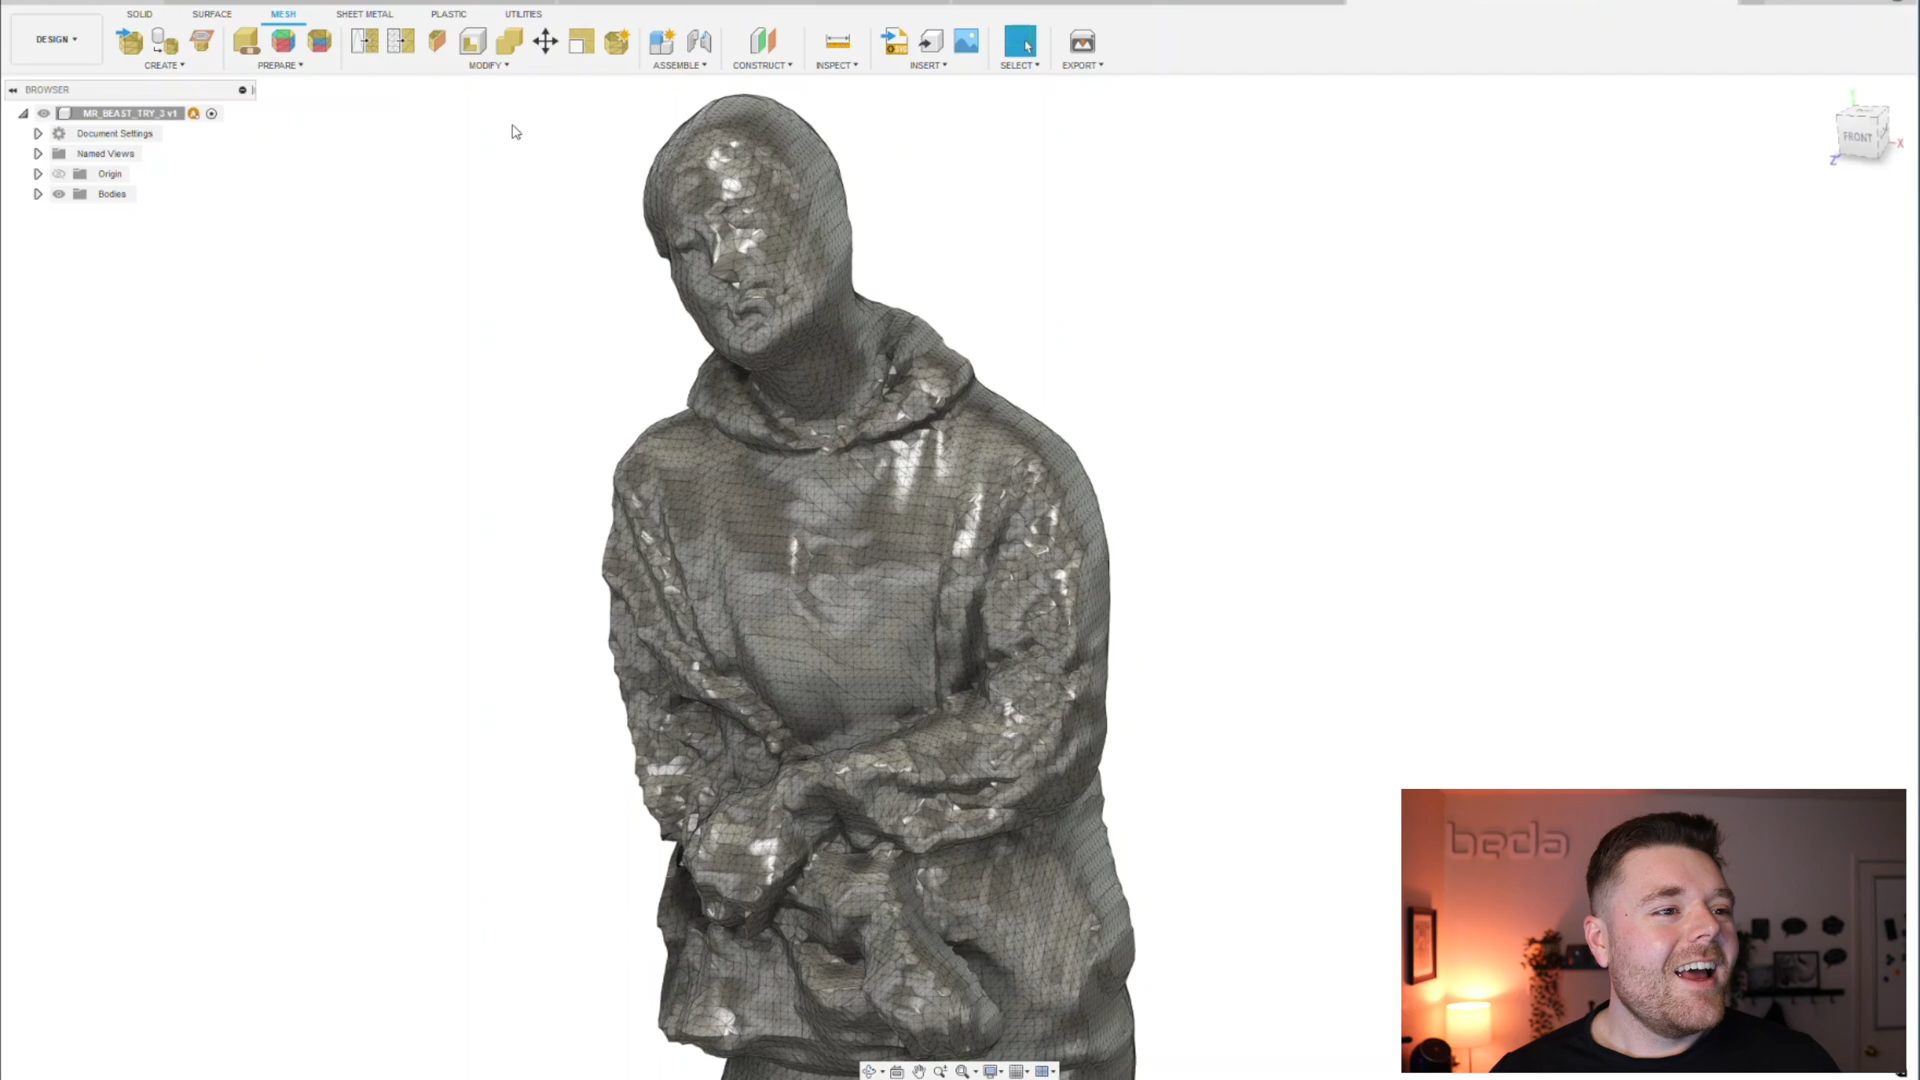 SOLID SURFACE MESH SHEET METAL PLASTIC UTILITIES
DESIGN
CREATE PREPARE MODIFY ASSEMBLE CONSTRUCT INSPECT INSERT SELECT EXPORT
BROWSER
MR_BEAST_TRY_3 v1
Document Settings
Named Views
Origin
Bodies
FRONT
Y
X
Z
beda